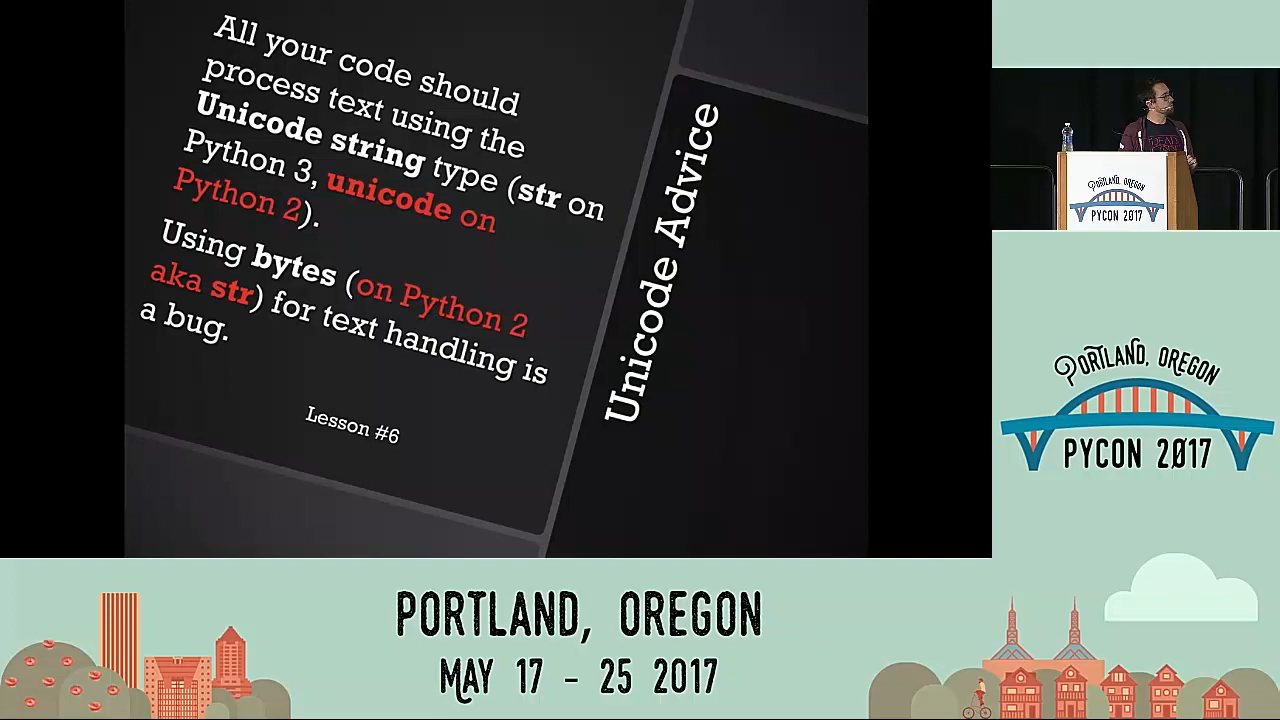 All your code should
process text using the
Unicode string type (str on
Python 3, unicode on
Python 2).
Using bytes (on Python 2
aka str) for text handling is
a bug.
Lesson #6
Unicode Advice
PORTLAND, OREGON
PYCON 2017
PORTLAND, OREGON
PYCON 2017
PORTLAND, OREGON
MAY 17 - 25 2017